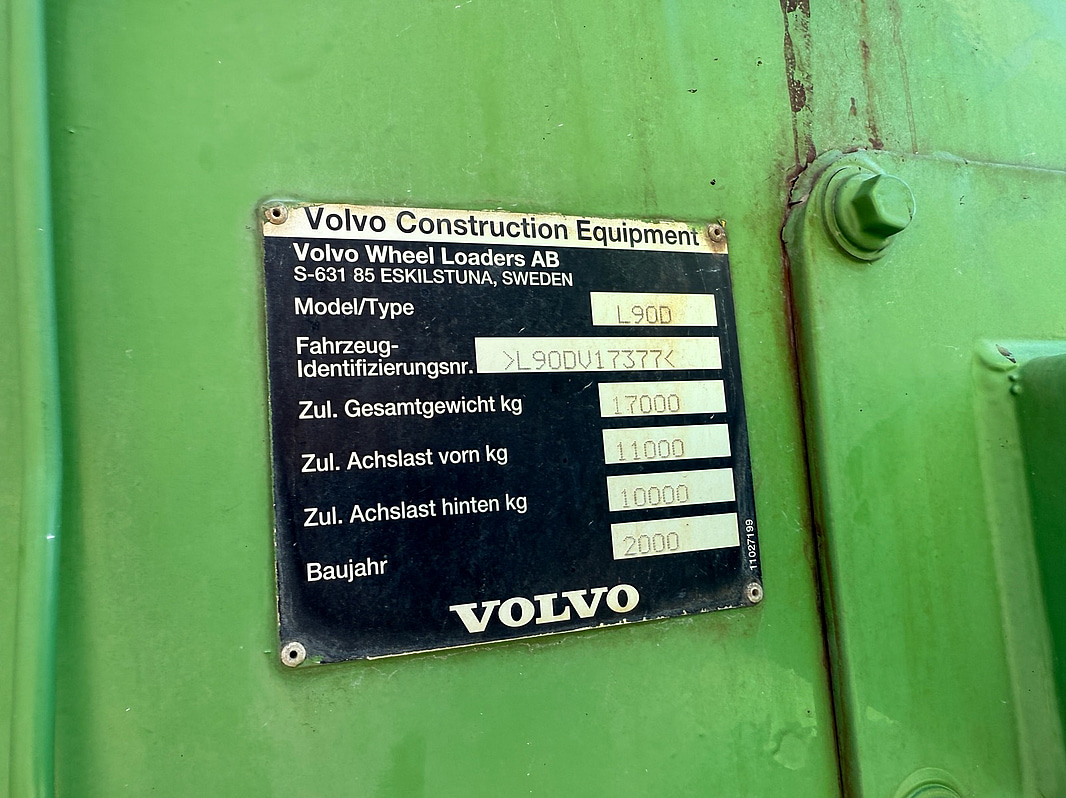 Volvo Construction Equipment
Volvo Wheel Loaders AB
S-631 85 ESKILSTUNA, SWEDEN
Model/Type L90D
Fahrzeug-
Identifizierungsnr. >L90DV17377<
Zul. Gesamtgewicht kg 17000
Zul. Achslast vorn kg 11000
Zul. Achslast hinten kg 10000
Baujahr 2000
11027199
VOLVO